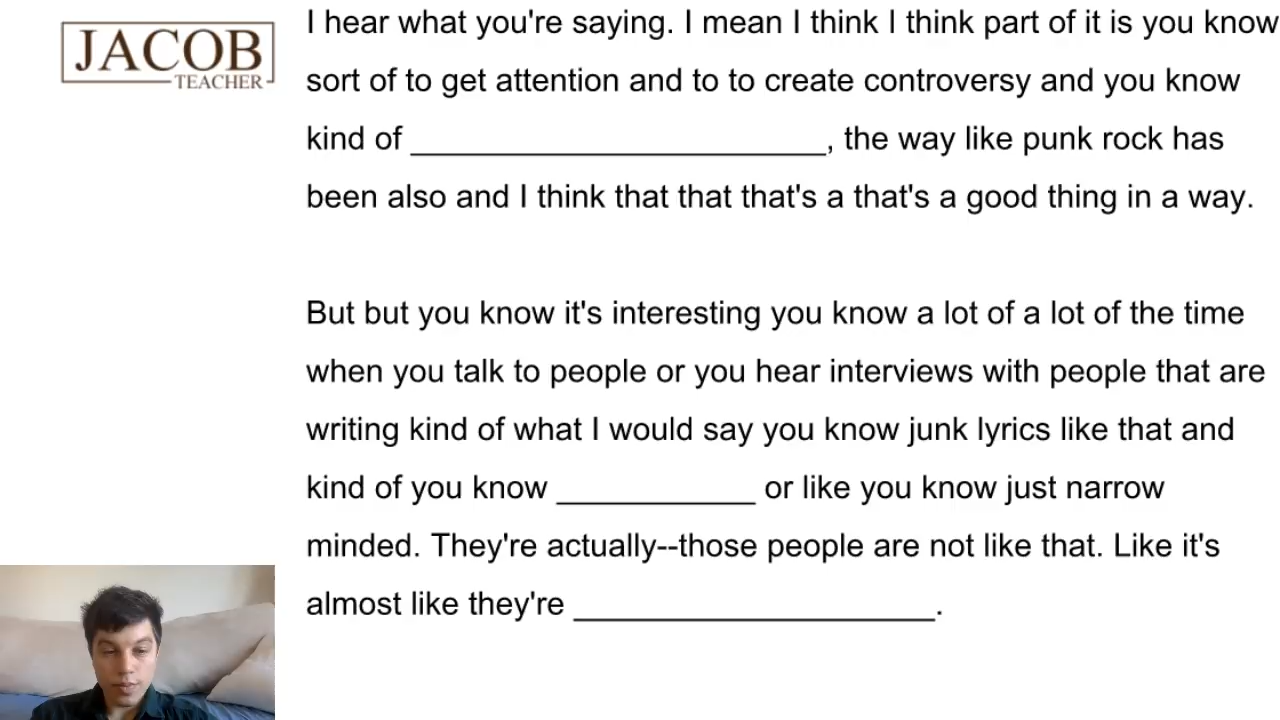 JACOB
TEACHER
I hear what you're saying. I mean I think I think part of it is you know
sort of to get attention and to to create controversy and you know
kind of _______________________, the way like punk rock has
been also and I think that that that's a that's a good thing in a way.
But but you know it's interesting you know a lot of a lot of the time
when you talk to people or you hear interviews with people that are
writing kind of what I would say you know junk lyrics like that and
kind of you know ___________ or like you know just narrow
minded. They're actually--those people are not like that. Like it's
almost like they're ____________________.